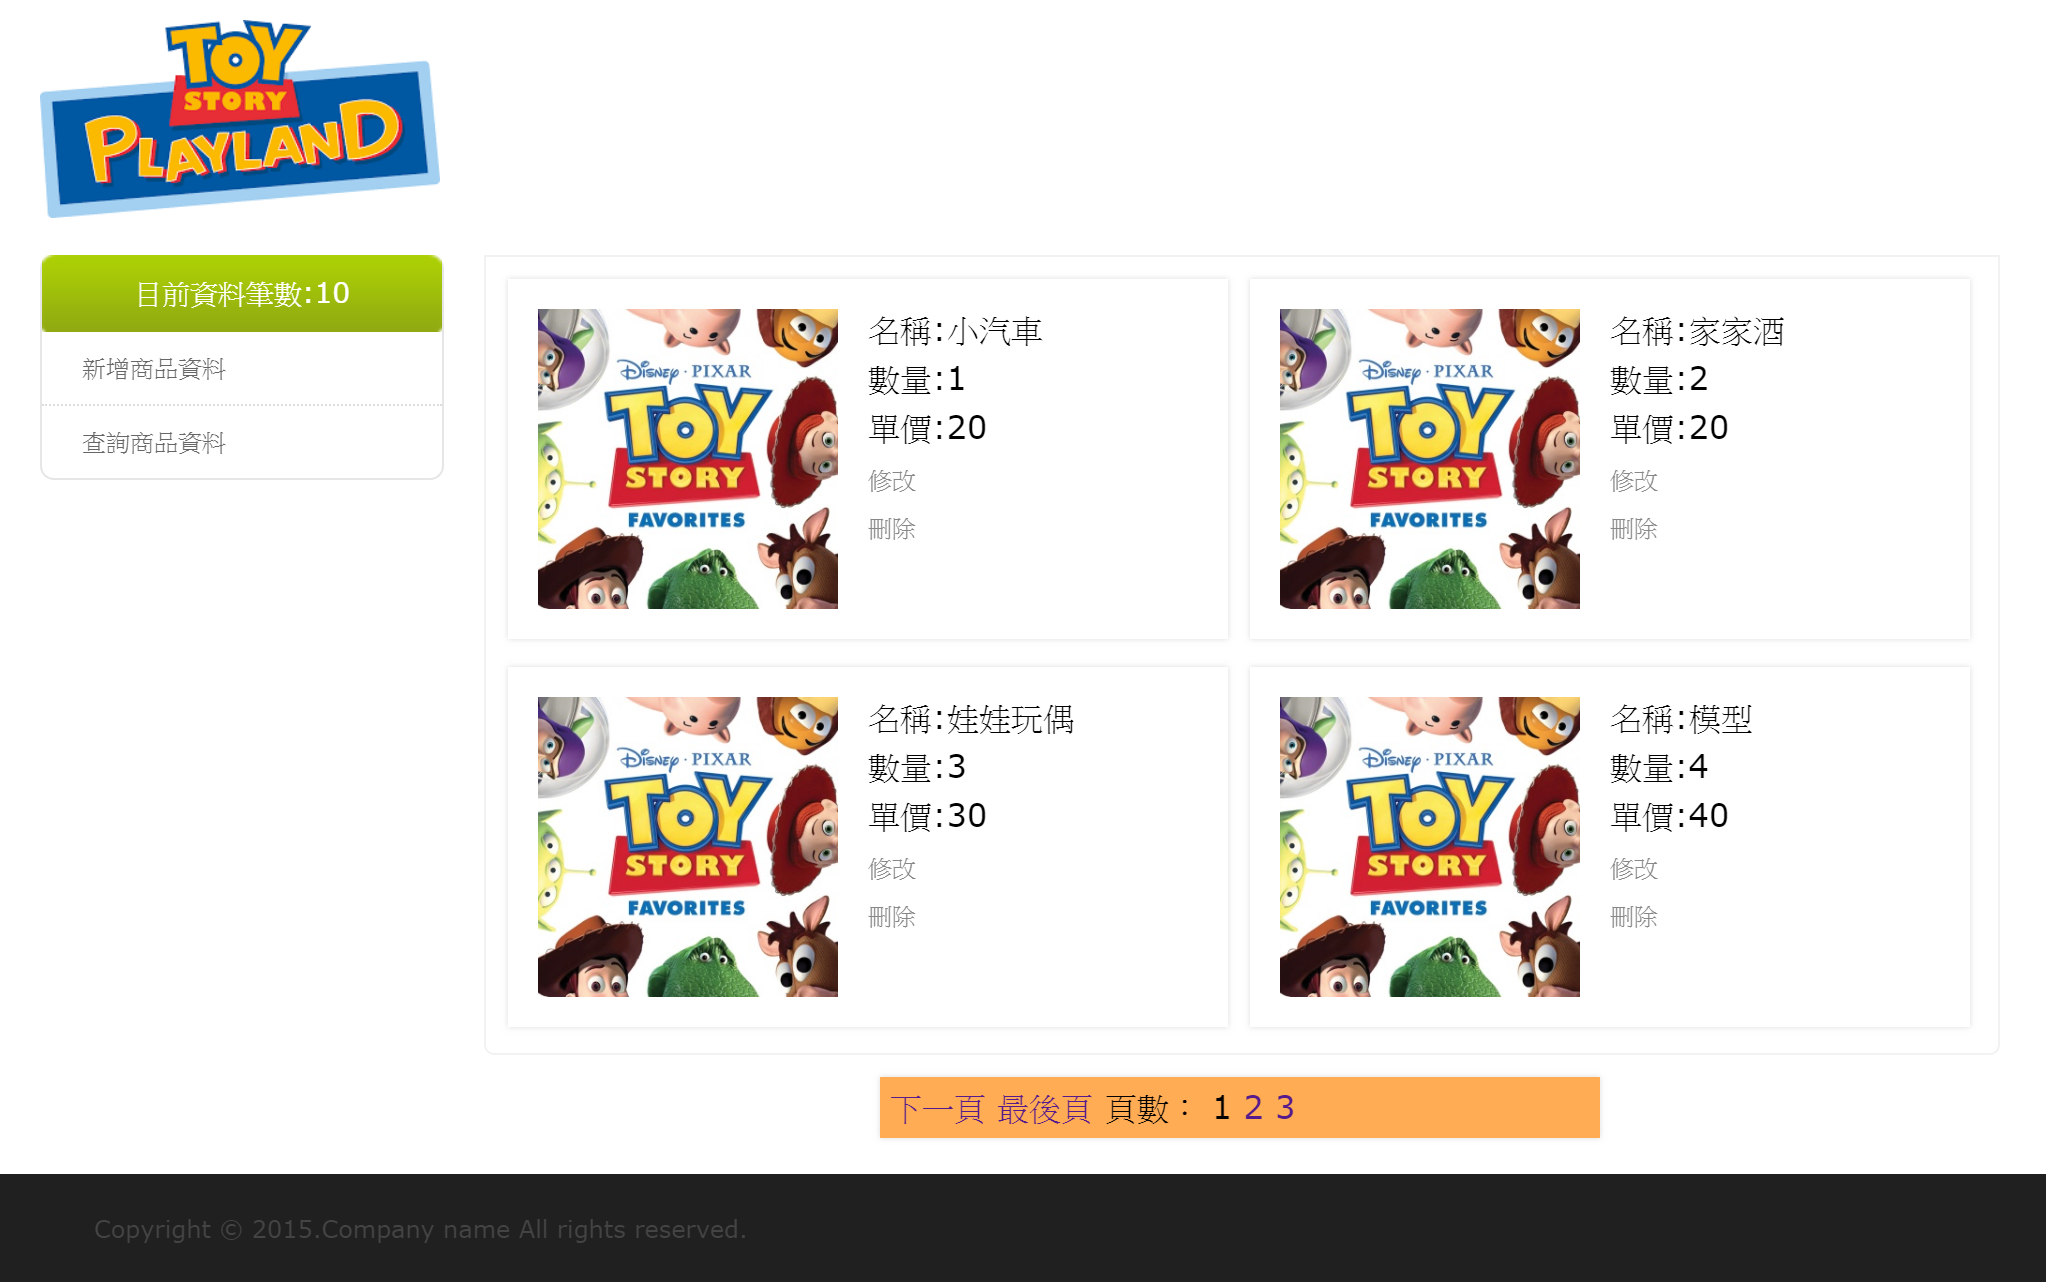 TOY
STORY
PLAYLAND
目前資料筆數:10
新增商品資料
查詢商品資料
DISNEY · PIXAR
TOY
STORY
FAVORITES
名稱:小汽車
數量:1
單價:20
修改
刪除
DISNEY · PIXAR
TOY
STORY
FAVORITES
名稱:家家酒
數量:2
單價:20
修改
刪除
DISNEY · PIXAR
TOY
STORY
FAVORITES
名稱:娃娃玩偶
數量:3
單價:30
修改
刪除
DISNEY · PIXAR
TOY
STORY
FAVORITES
名稱:模型
數量:4
單價:40
修改
刪除
下一頁 最後頁 頁數： 1 2 3
Copyright © 2015.Company name All rights reserved.